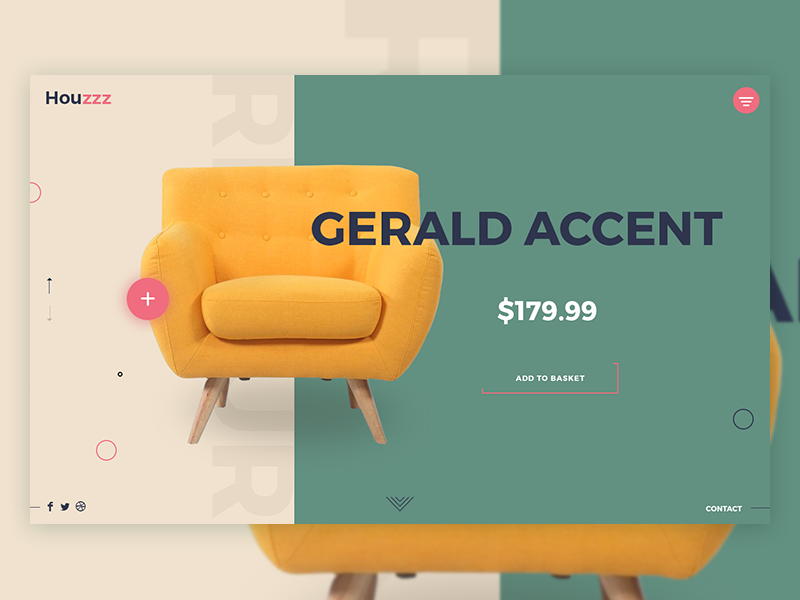 Houzzz
GERALD ACCENT
$179.99
ADD TO BASKET
CONTACT